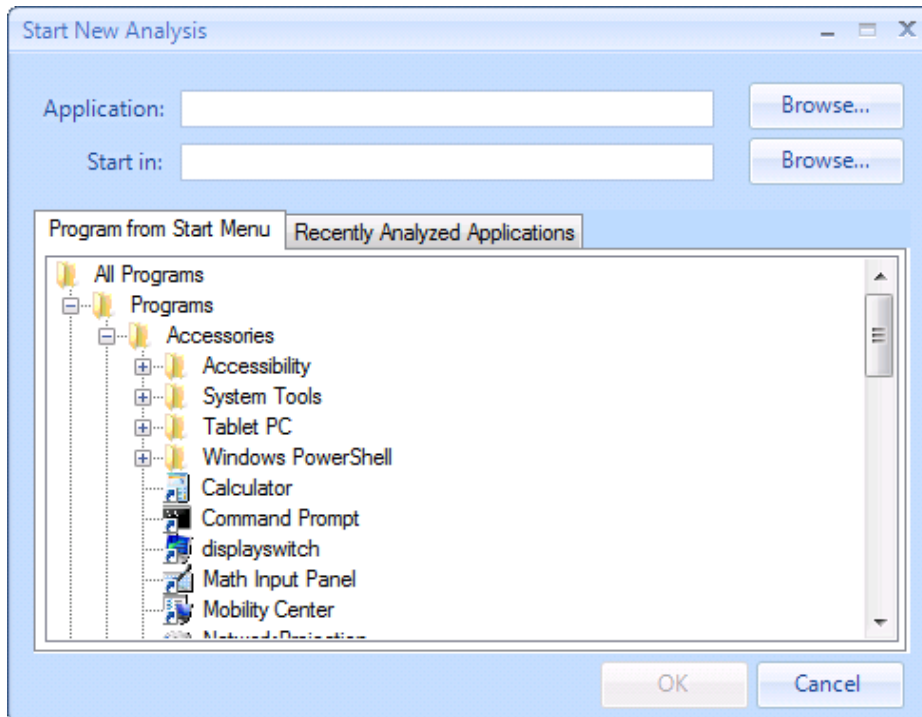 Start New Analysis
Application:
Browse...
Start in:
Browse...
Program from Start Menu
Recently Analyzed Applications
All Programs
Programs
Accessories
Accessibility
System Tools
Tablet PC
Windows PowerShell
Calculator
Command Prompt
displayswitch
Math Input Panel
Mobility Center
OK
Cancel